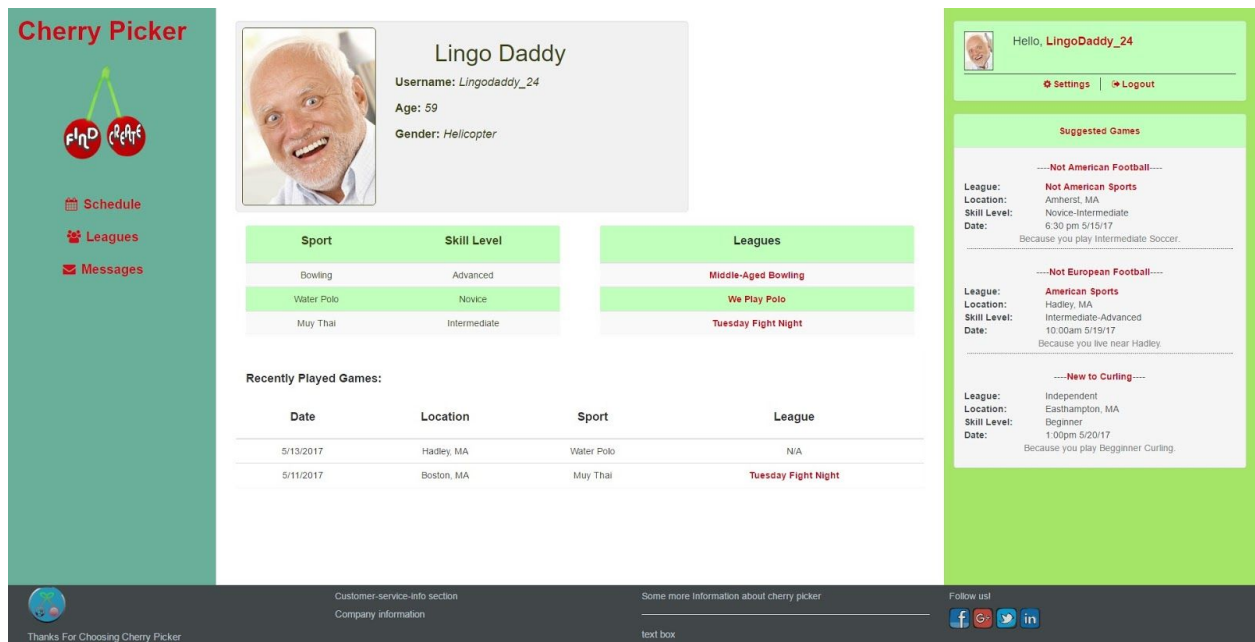 Cherry Picker
FIND CREATE
Schedule
Leagues
Messages
Lingo Daddy
Username: Lingodaddy_24
Age: 59
Gender: Helicopter
Sport Skill Level
Bowling Advanced
Water Polo Novice
Muy Thai Intermediate
Leagues
Middle-Aged Bowling
We Play Polo
Tuesday Fight Night
Recently Played Games:
Date Location Sport League
5/13/2017 Hadley, MA Water Polo N/A
5/11/2017 Boston, MA Muy Thai Tuesday Fight Night
Hello, LingoDaddy_24
Settings Logout
Suggested Games
----Not American Football----
League: Not American Sports
Location: Amherst, MA
Skill Level: Novice-Intermediate
Date: 6:30 pm 5/15/17
Because you play Intermediate Soccer.
----Not European Football----
League: American Sports
Location: Hadley, MA
Skill Level: Intermediate-Advanced
Date: 10:00am 5/19/17
Because you live near Hadley.
----New to Curling----
League: Independent
Location: Easthampton, MA
Skill Level: Beginner
Date: 1:00pm 5/20/17
Because you play Begginner Curling.
Thanks For Choosing Cherry Picker
Customer-service-info section
Company information
Some more Information about cherry picker
text box
Follow us!
f G+ in